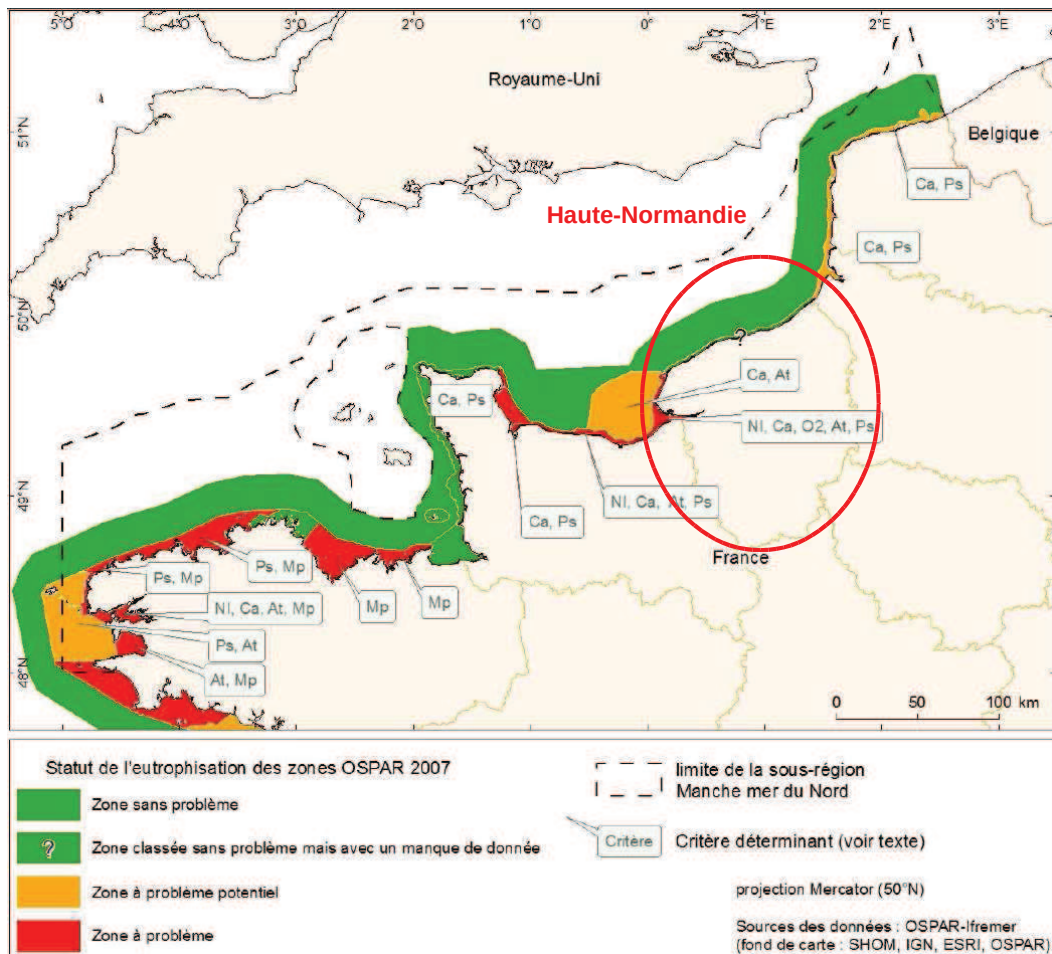 5°O 4°O 3°O 2°O 1°O 0° 1°E 2°E 3°E
Royaume-Uni
51°N
Belgique
Ca, Ps
Haute-Normandie
Ca, Ps
50°N
?
Ca, At
Ca, Ps
NI, Ca, O2, At, Ps
49°N
NI, Ca, At, Ps
Ca, Ps
France
Ps, Mp
Ps, Mp
Mp
Mp
NI, Ca, At, Mp
Ps, At
At, Mp
48°N
0 50 100 km
Statut de l'eutrophisation des zones OSPAR 2007
Zone sans problème
? Zone classée sans problème mais avec un manque de donnée
Zone à problème potentiel
Zone à problème
limite de la sous-région
Manche mer du Nord
Critère Critère déterminant (voir texte)
projection Mercator (50°N)
Sources des données : OSPAR-Ifremer
(fond de carte : SHOM, IGN, ESRI, OSPAR)